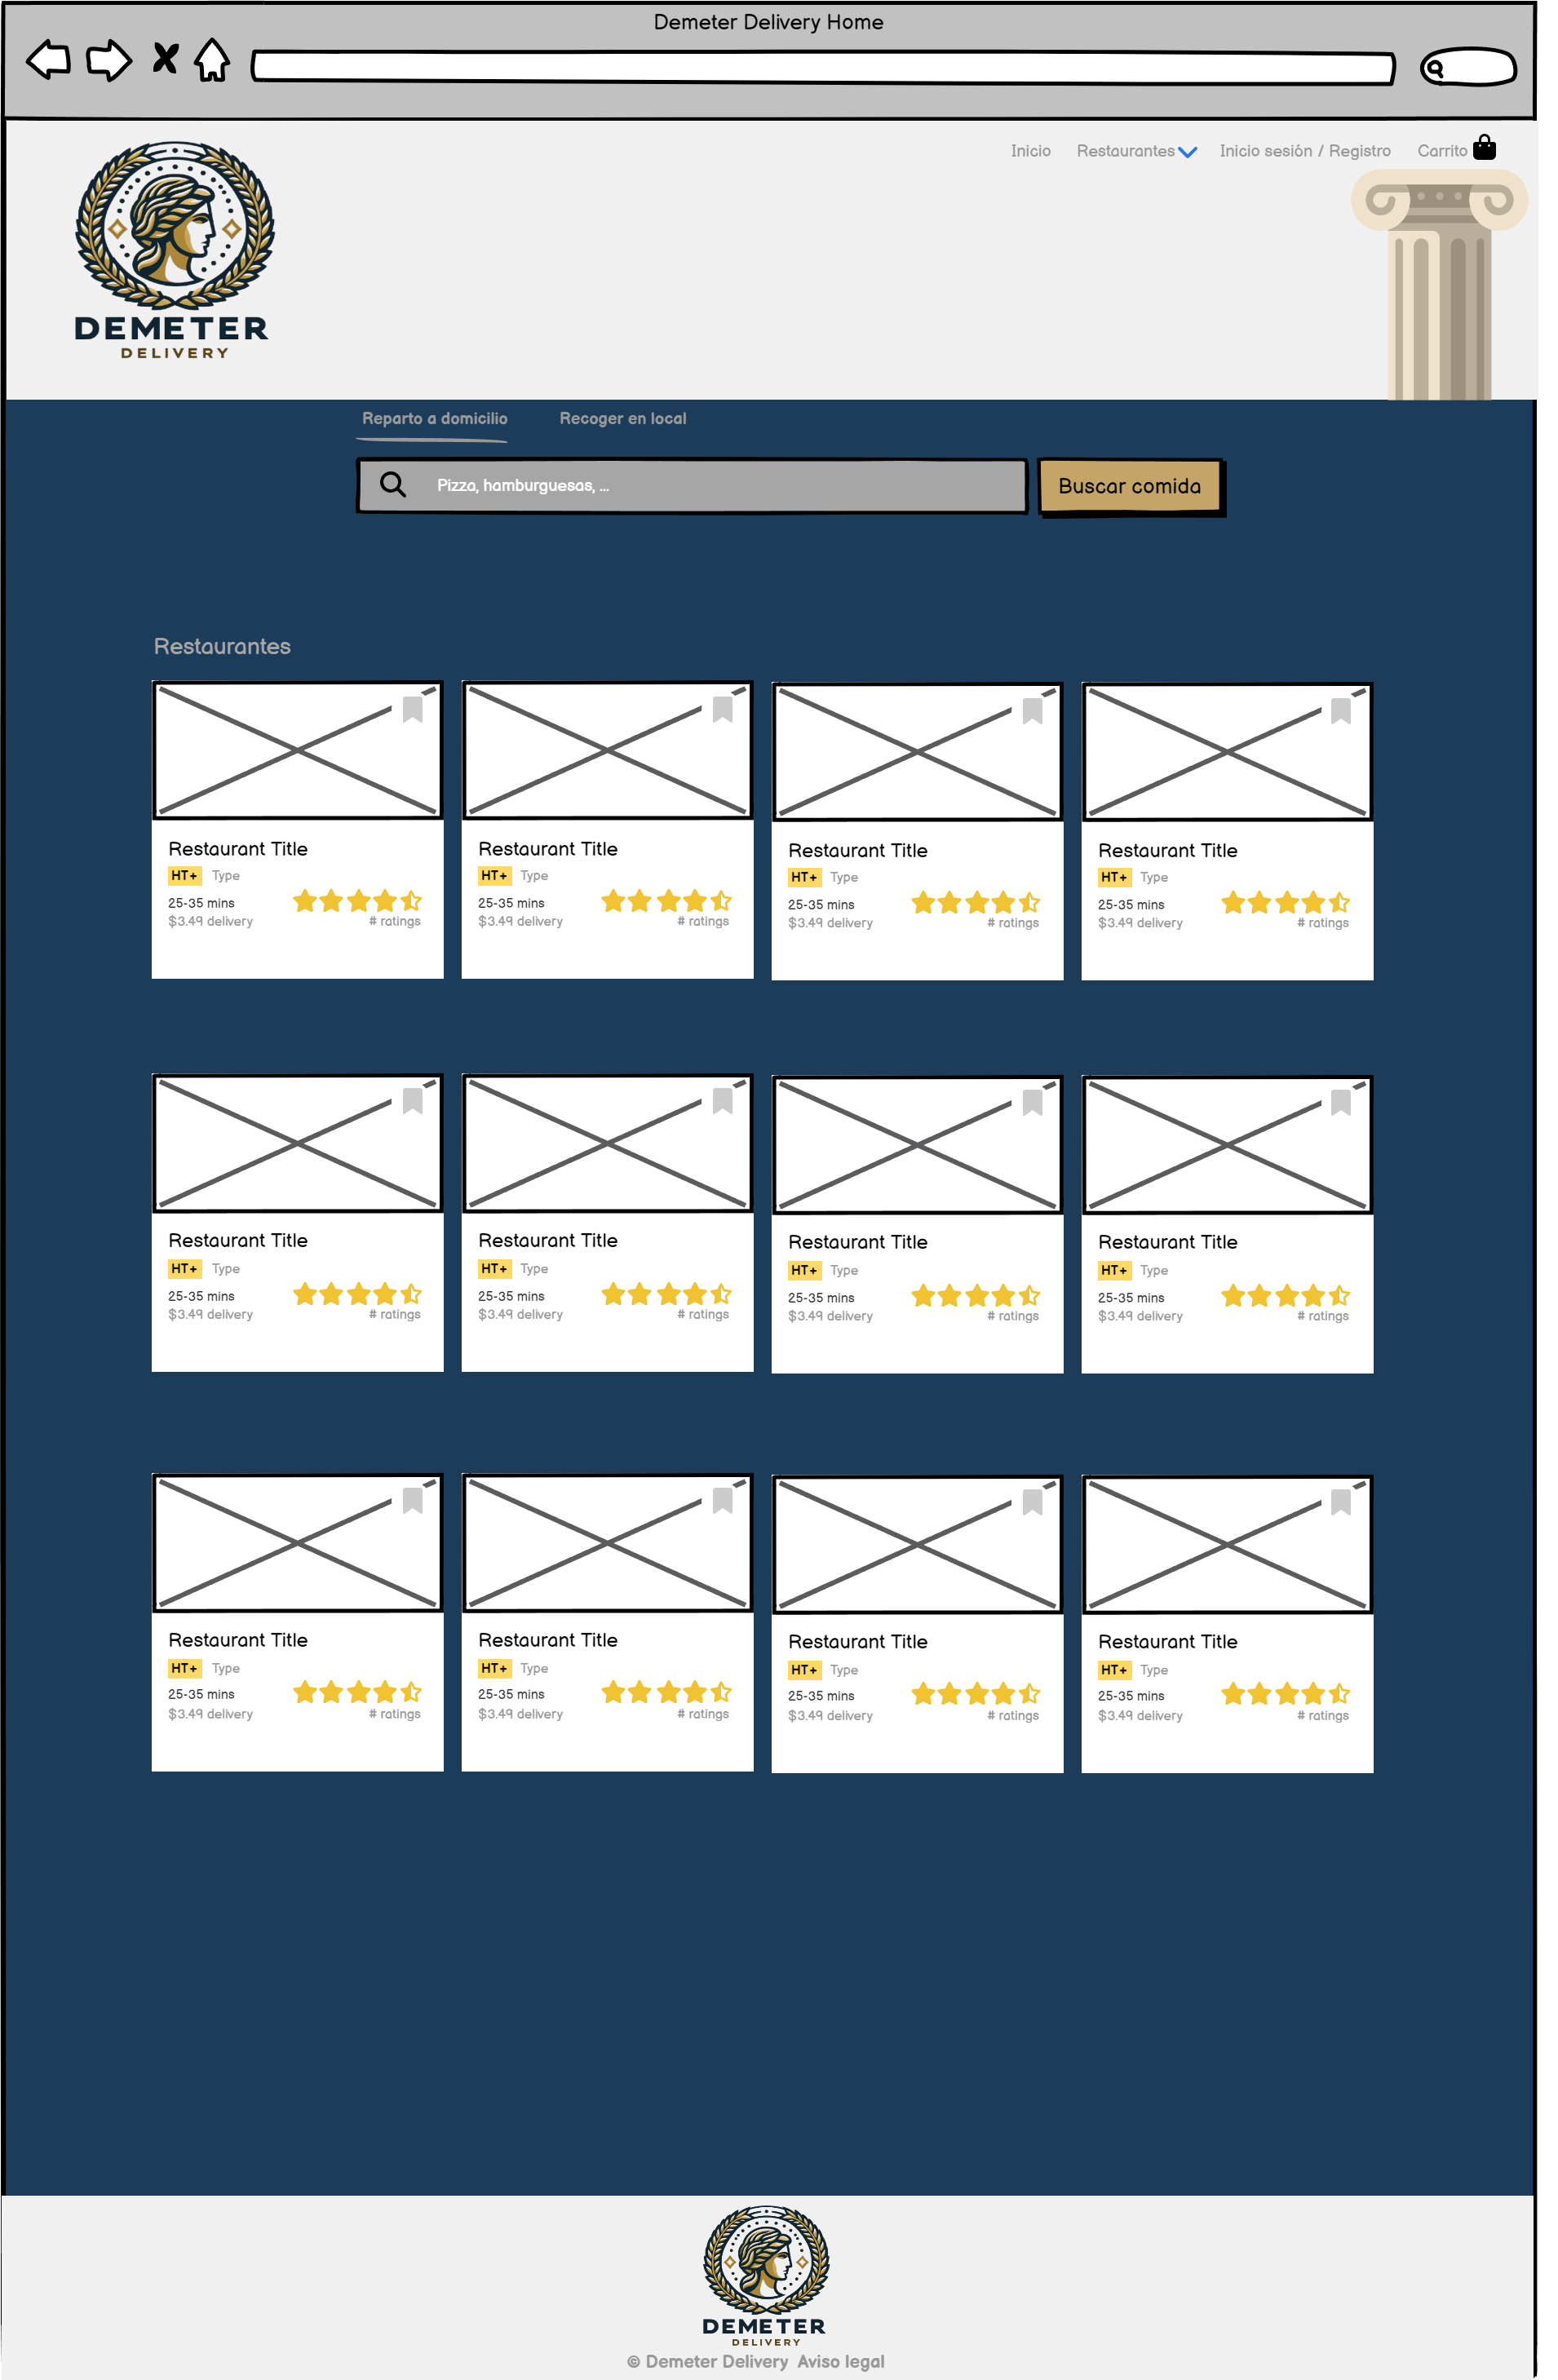 Demeter Delivery Home
Inicio Restaurantes Inicio sesión / Registro Carrito
DEMETER
DELIVERY
Reparto a domicilio Recoger en local
Pizza, hamburguesas, ... Buscar comida
Restaurantes
Restaurant Title Restaurant Title Restaurant Title Restaurant Title
HT+ Type HT+ Type HT+ Type HT+ Type
25-35 mins 25-35 mins 25-35 mins 25-35 mins
$3.49 delivery # ratings $3.49 delivery # ratings $3.49 delivery # ratings $3.49 delivery # ratings
Restaurant Title Restaurant Title Restaurant Title Restaurant Title
HT+ Type HT+ Type HT+ Type HT+ Type
25-35 mins 25-35 mins 25-35 mins 25-35 mins
$3.49 delivery # ratings $3.49 delivery # ratings $3.49 delivery # ratings $3.49 delivery # ratings
Restaurant Title Restaurant Title Restaurant Title Restaurant Title
HT+ Type HT+ Type HT+ Type HT+ Type
25-35 mins 25-35 mins 25-35 mins 25-35 mins
$3.49 delivery # ratings $3.49 delivery # ratings $3.49 delivery # ratings $3.49 delivery # ratings
DEMETER
DELIVERY
© Demeter Delivery Aviso legal